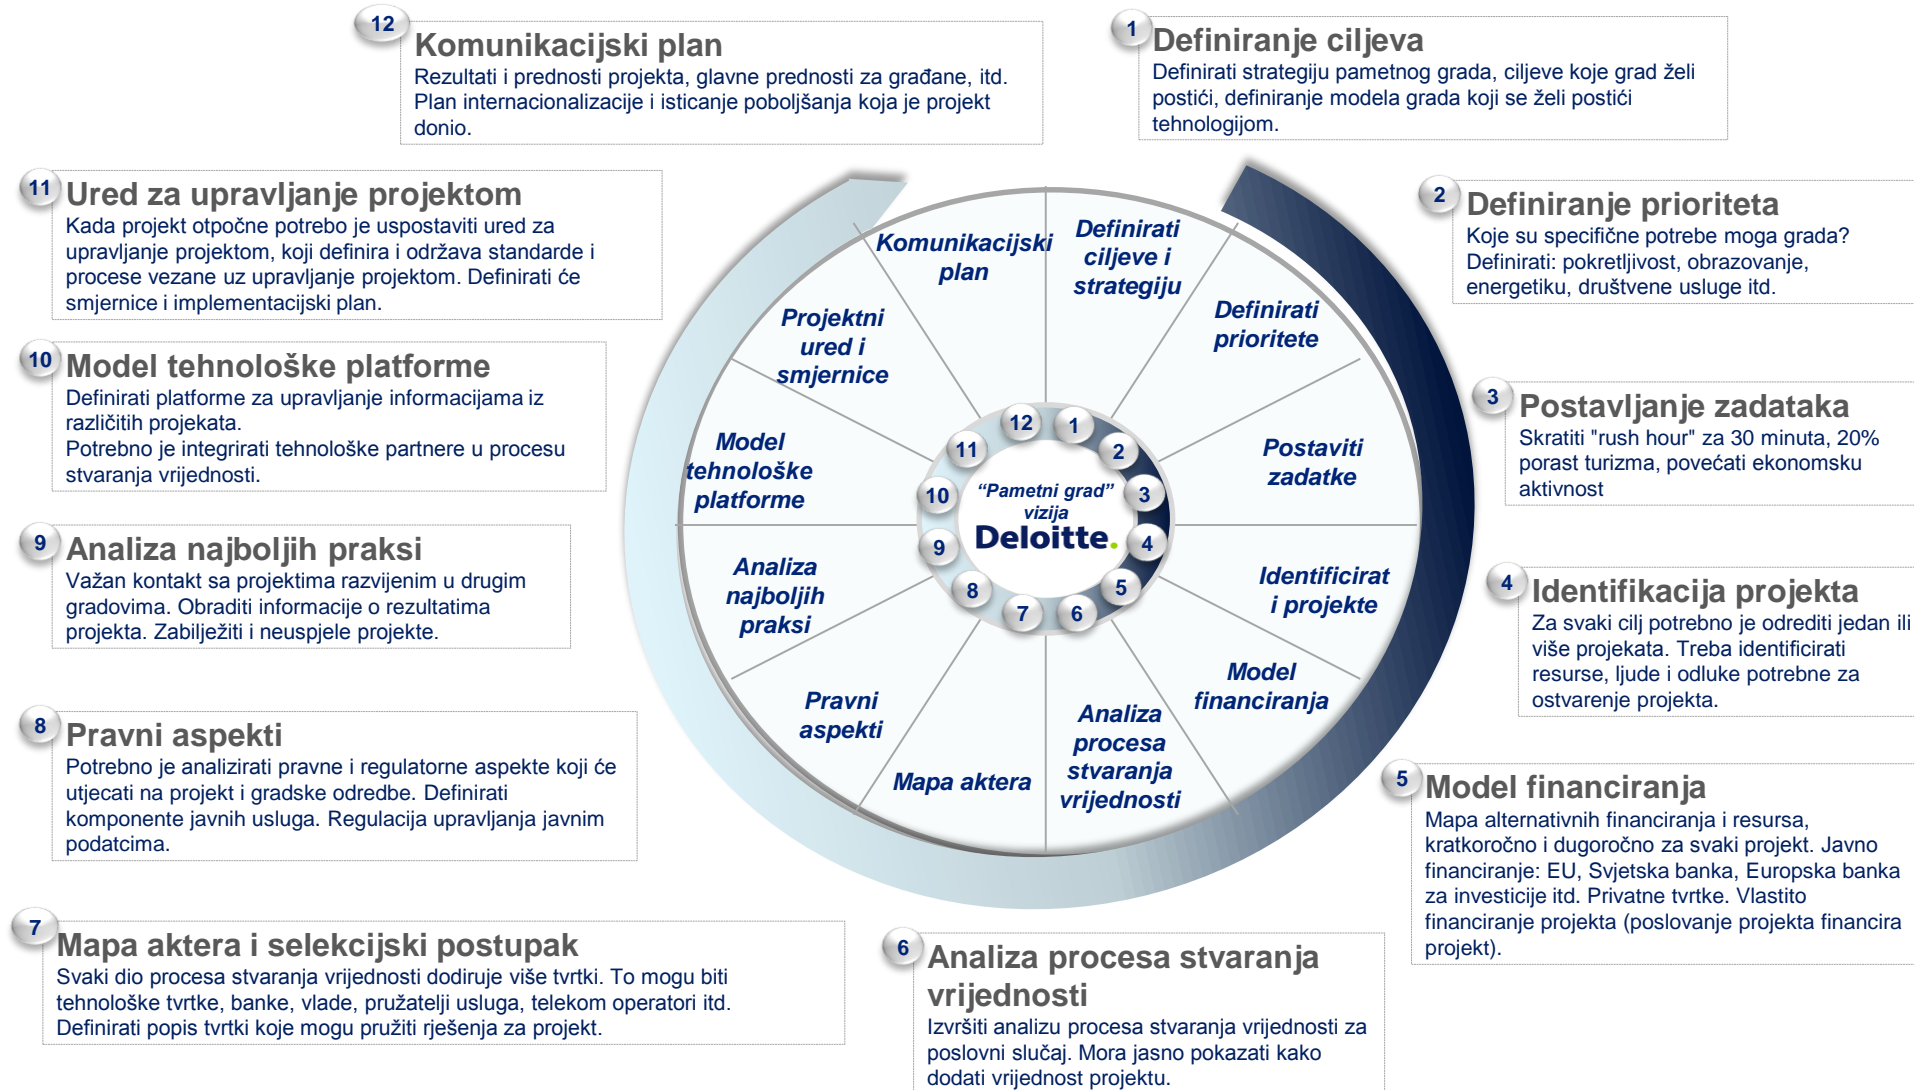 12
Komunikacijski plan
Rezultati i prednosti projekta, glavne prednosti za građane, itd.
Plan internacionalizacije i isticanje poboljšanja koja je projekt
donio.
1
Definiranje ciljeva
Definirati strategiju pametnog grada, ciljeve koje grad želi
postići, definiranje modela grada koji se želi postići
tehnologijom.
11
Ured za upravljanje projektom
Kada projekt otpočne potrebo je uspostaviti ured za
upravljanje projektom, koji definira i održava standarde i
procese vezane uz upravljanje projektom. Definirati će
smjernice i implementacijski plan.
2
Definiranje prioriteta
Koje su specifične potrebe moga grada?
Definirati: pokretljivost, obrazovanje,
energetiku, društvene usluge itd.
10
Model tehnološke platforme
Definirati platforme za upravljanje informacijama iz
različitih projekata.
Potrebno je integrirati tehnološke partnere u procesu
stvaranja vrijednosti.
3
Postavljanje zadataka
Skratiti "rush hour" za 30 minuta, 20%
porast turizma, povećati ekonomsku
aktivnost
9
Analiza najboljih praksi
Važan kontakt sa projektima razvijenim u drugim
gradovima. Obraditi informacije o rezultatima
projekta. Zabilježiti i neuspjele projekte.
4
Identifikacija projekta
Za svaki cilj potrebno je odrediti jedan ili
više projekata. Treba identificirati
resurse, ljude i odluke potrebne za
ostvarenje projekta.
8
Pravni aspekti
Potrebno je analizirati pravne i regulatorne aspekte koji će
utjecati na projekt i gradske odredbe. Definirati
komponente javnih usluga. Regulacija upravljanja javnim
podatcima.
5
Model financiranja
Mapa alternativnih financiranja i resursa,
kratkoročno i dugoročno za svaki projekt. Javno
financiranje: EU, Svjetska banka, Europska banka
za investicije itd. Privatne tvrtke. Vlastito
financiranje projekta (poslovanje projekta financira
projekt).
7
Mapa aktera i selekcijski postupak
Svaki dio procesa stvaranja vrijednosti dodiruje više tvrtki. To mogu biti
tehnološke tvrtke, banke, vlade, pružatelji usluga, telekom operatori itd.
Definirati popis tvrtki koje mogu pružiti rješenja za projekt.
6
Analiza procesa stvaranja
vrijednosti
Izvršiti analizu procesa stvaranja vrijednosti za
poslovni slučaj. Mora jasno pokazati kako
dodati vrijednost projektu.
Komunikacijski
plan
Definirati
ciljeve i
strategiju
Definirati
prioritete
Postaviti
zadatke
Identificirat
i projekte
Model
financiranja
Analiza
procesa
stvaranja
vrijednosti
Mapa aktera
Pravni
aspekti
Analiza
najboljih
praksi
Model
tehnološke
platforme
Projektni
ured i
smjernice
12
1
2
3
4
5
6
7
8
9
10
11
“Pametni grad”
vizija
Deloitte.